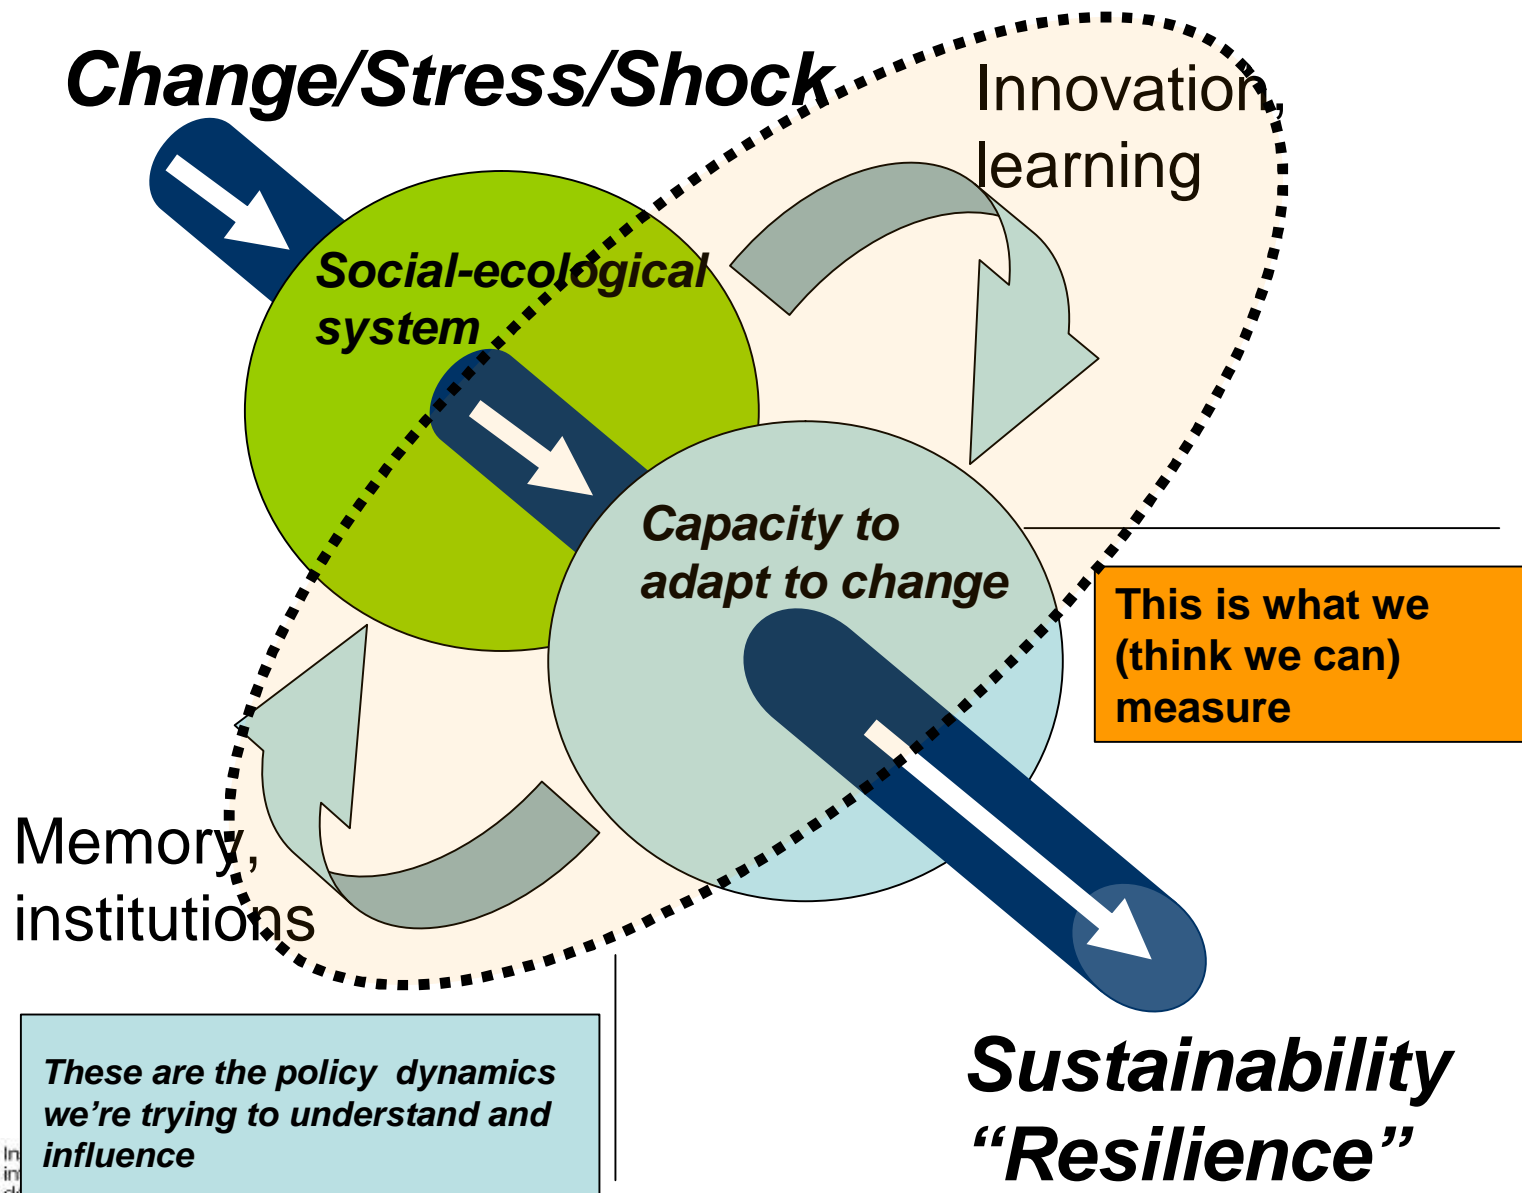 Change/Stress/Shock
Innovation,
learning
Social-ecological
system
Capacity to
adapt to change
This is what we
(think we can)
measure
Memory,
institutions
These are the policy dynamics
we’re trying to understand and
influence
Sustainability
“Resilience”